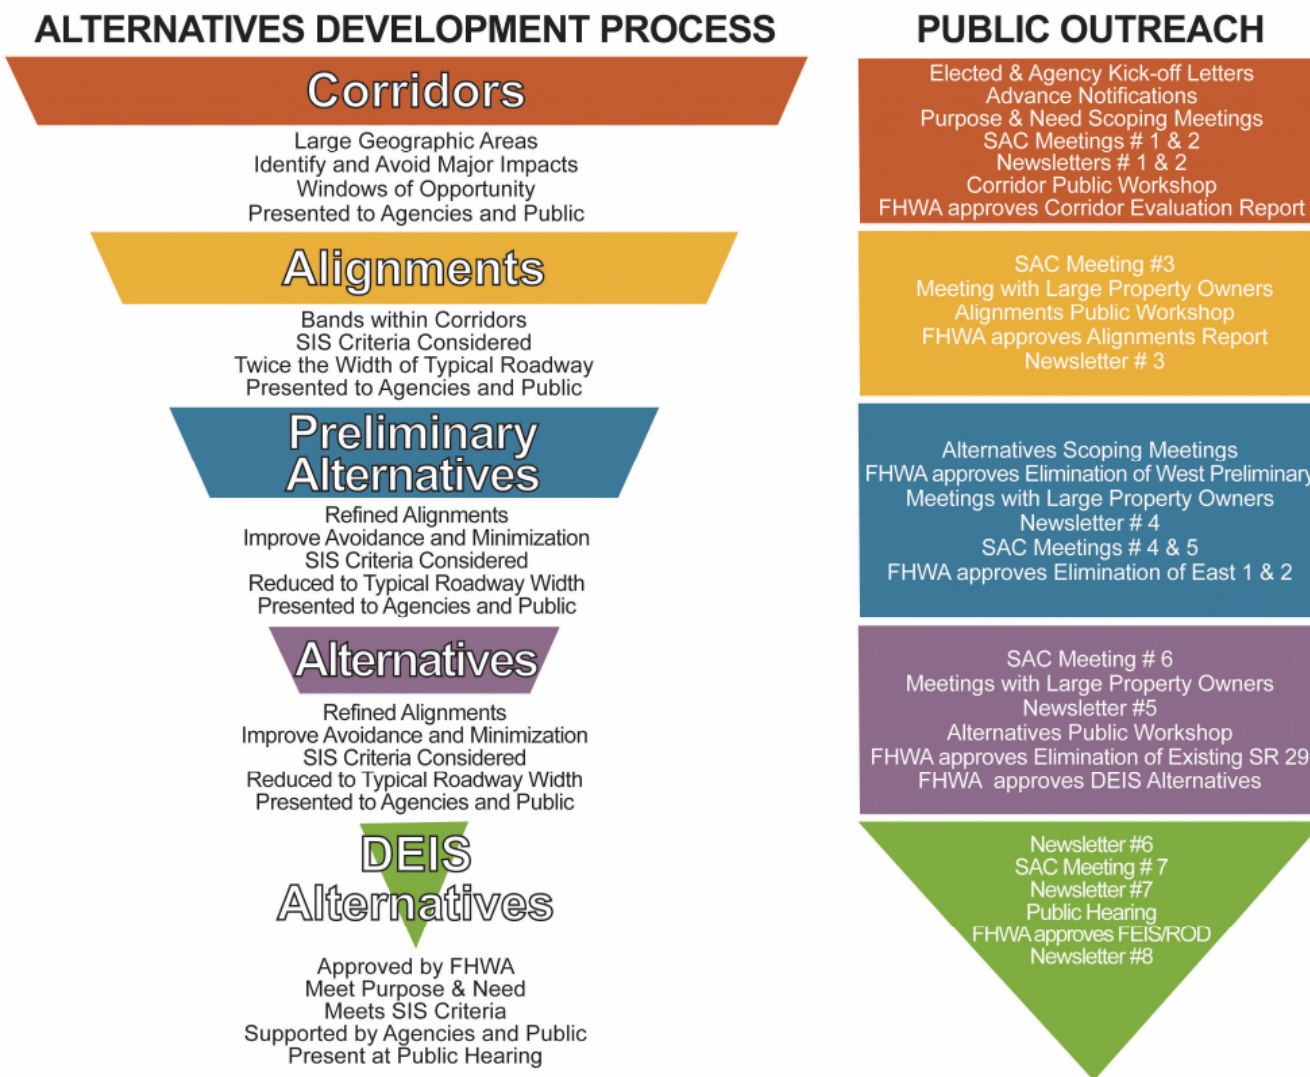 ALTERNATIVES DEVELOPMENT PROCESS
Corridors
Large Geographic Areas
Identify and Avoid Major Impacts
Windows of Opportunity
Presented to Agencies and Public
Alignments
Bands within Corridors
SIS Criteria Considered
Twice the Width of Typical Roadway
Presented to Agencies and Public
Preliminary
Alternatives
Refined Alignments
Improve Avoidance and Minimization
SIS Criteria Considered
Reduced to Typical Roadway Width
Presented to Agencies and Public
Alternatives
Refined Alignments
Improve Avoidance and Minimization
SIS Criteria Considered
Reduced to Typical Roadway Width
Presented to Agencies and Public
DEIS
Alternatives
Approved by FHWA
Meet Purpose & Need
Meets SIS Criteria
Supported by Agencies and Public
Present at Public Hearing
PUBLIC OUTREACH
Elected & Agency Kick-off Letters
Advance Notifications
Purpose & Need Scoping Meetings
SAC Meetings # 1 & 2
Newsletters # 1 & 2
Corridor Public Workshop
FHWA approves Corridor Evaluation Report
SAC Meeting #3
Meeting with Large Property Owners
Alignments Public Workshop
FHWA approves Alignments Report
Newsletter # 3
Alternatives Scoping Meetings
FHWA approves Elimination of West Preliminary
Meetings with Large Property Owners
Newsletter # 4
SAC Meetings # 4 & 5
FHWA approves Elimination of East 1 & 2
SAC Meeting # 6
Meetings with Large Property Owners
Newsletter #5
Alternatives Public Workshop
FHWA approves Elimination of Existing SR 29
FHWA approves DEIS Alternatives
Newsletter #6
SAC Meeting # 7
Newsletter #7
Public Hearing
FHWA approves FEIS/ROD
Newsletter #8